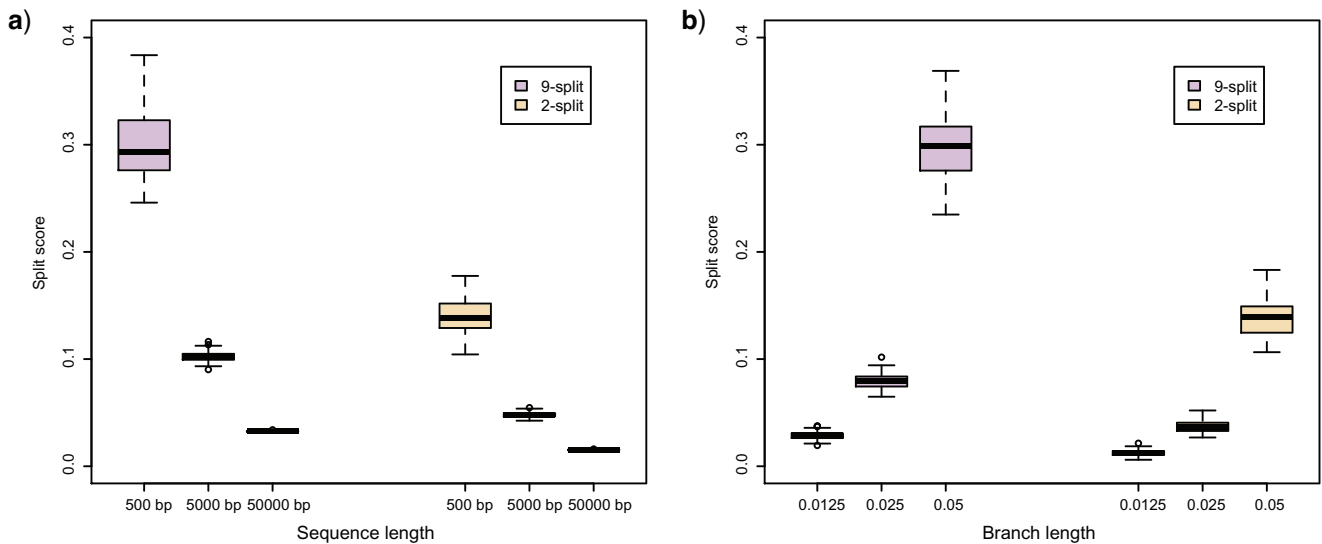 a)
Split score
0.4
0.3
0.2
0.1
0.0
9-split
2-split
500 bp 5000 bp 50000 bp 500 bp 5000 bp 50000 bp
Sequence length
b)
Split score
0.4
0.3
0.2
0.1
0.0
9-split
2-split
0.0125 0.025 0.05 0.0125 0.025 0.05
Branch length